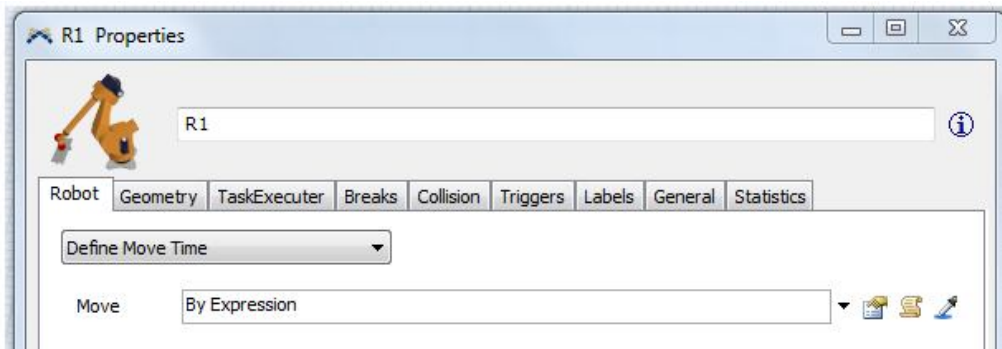 R1 Properties
R1
Robot Geometry TaskExecuter Breaks Collision Triggers Labels General Statistics
Define Move Time
Move By Expression